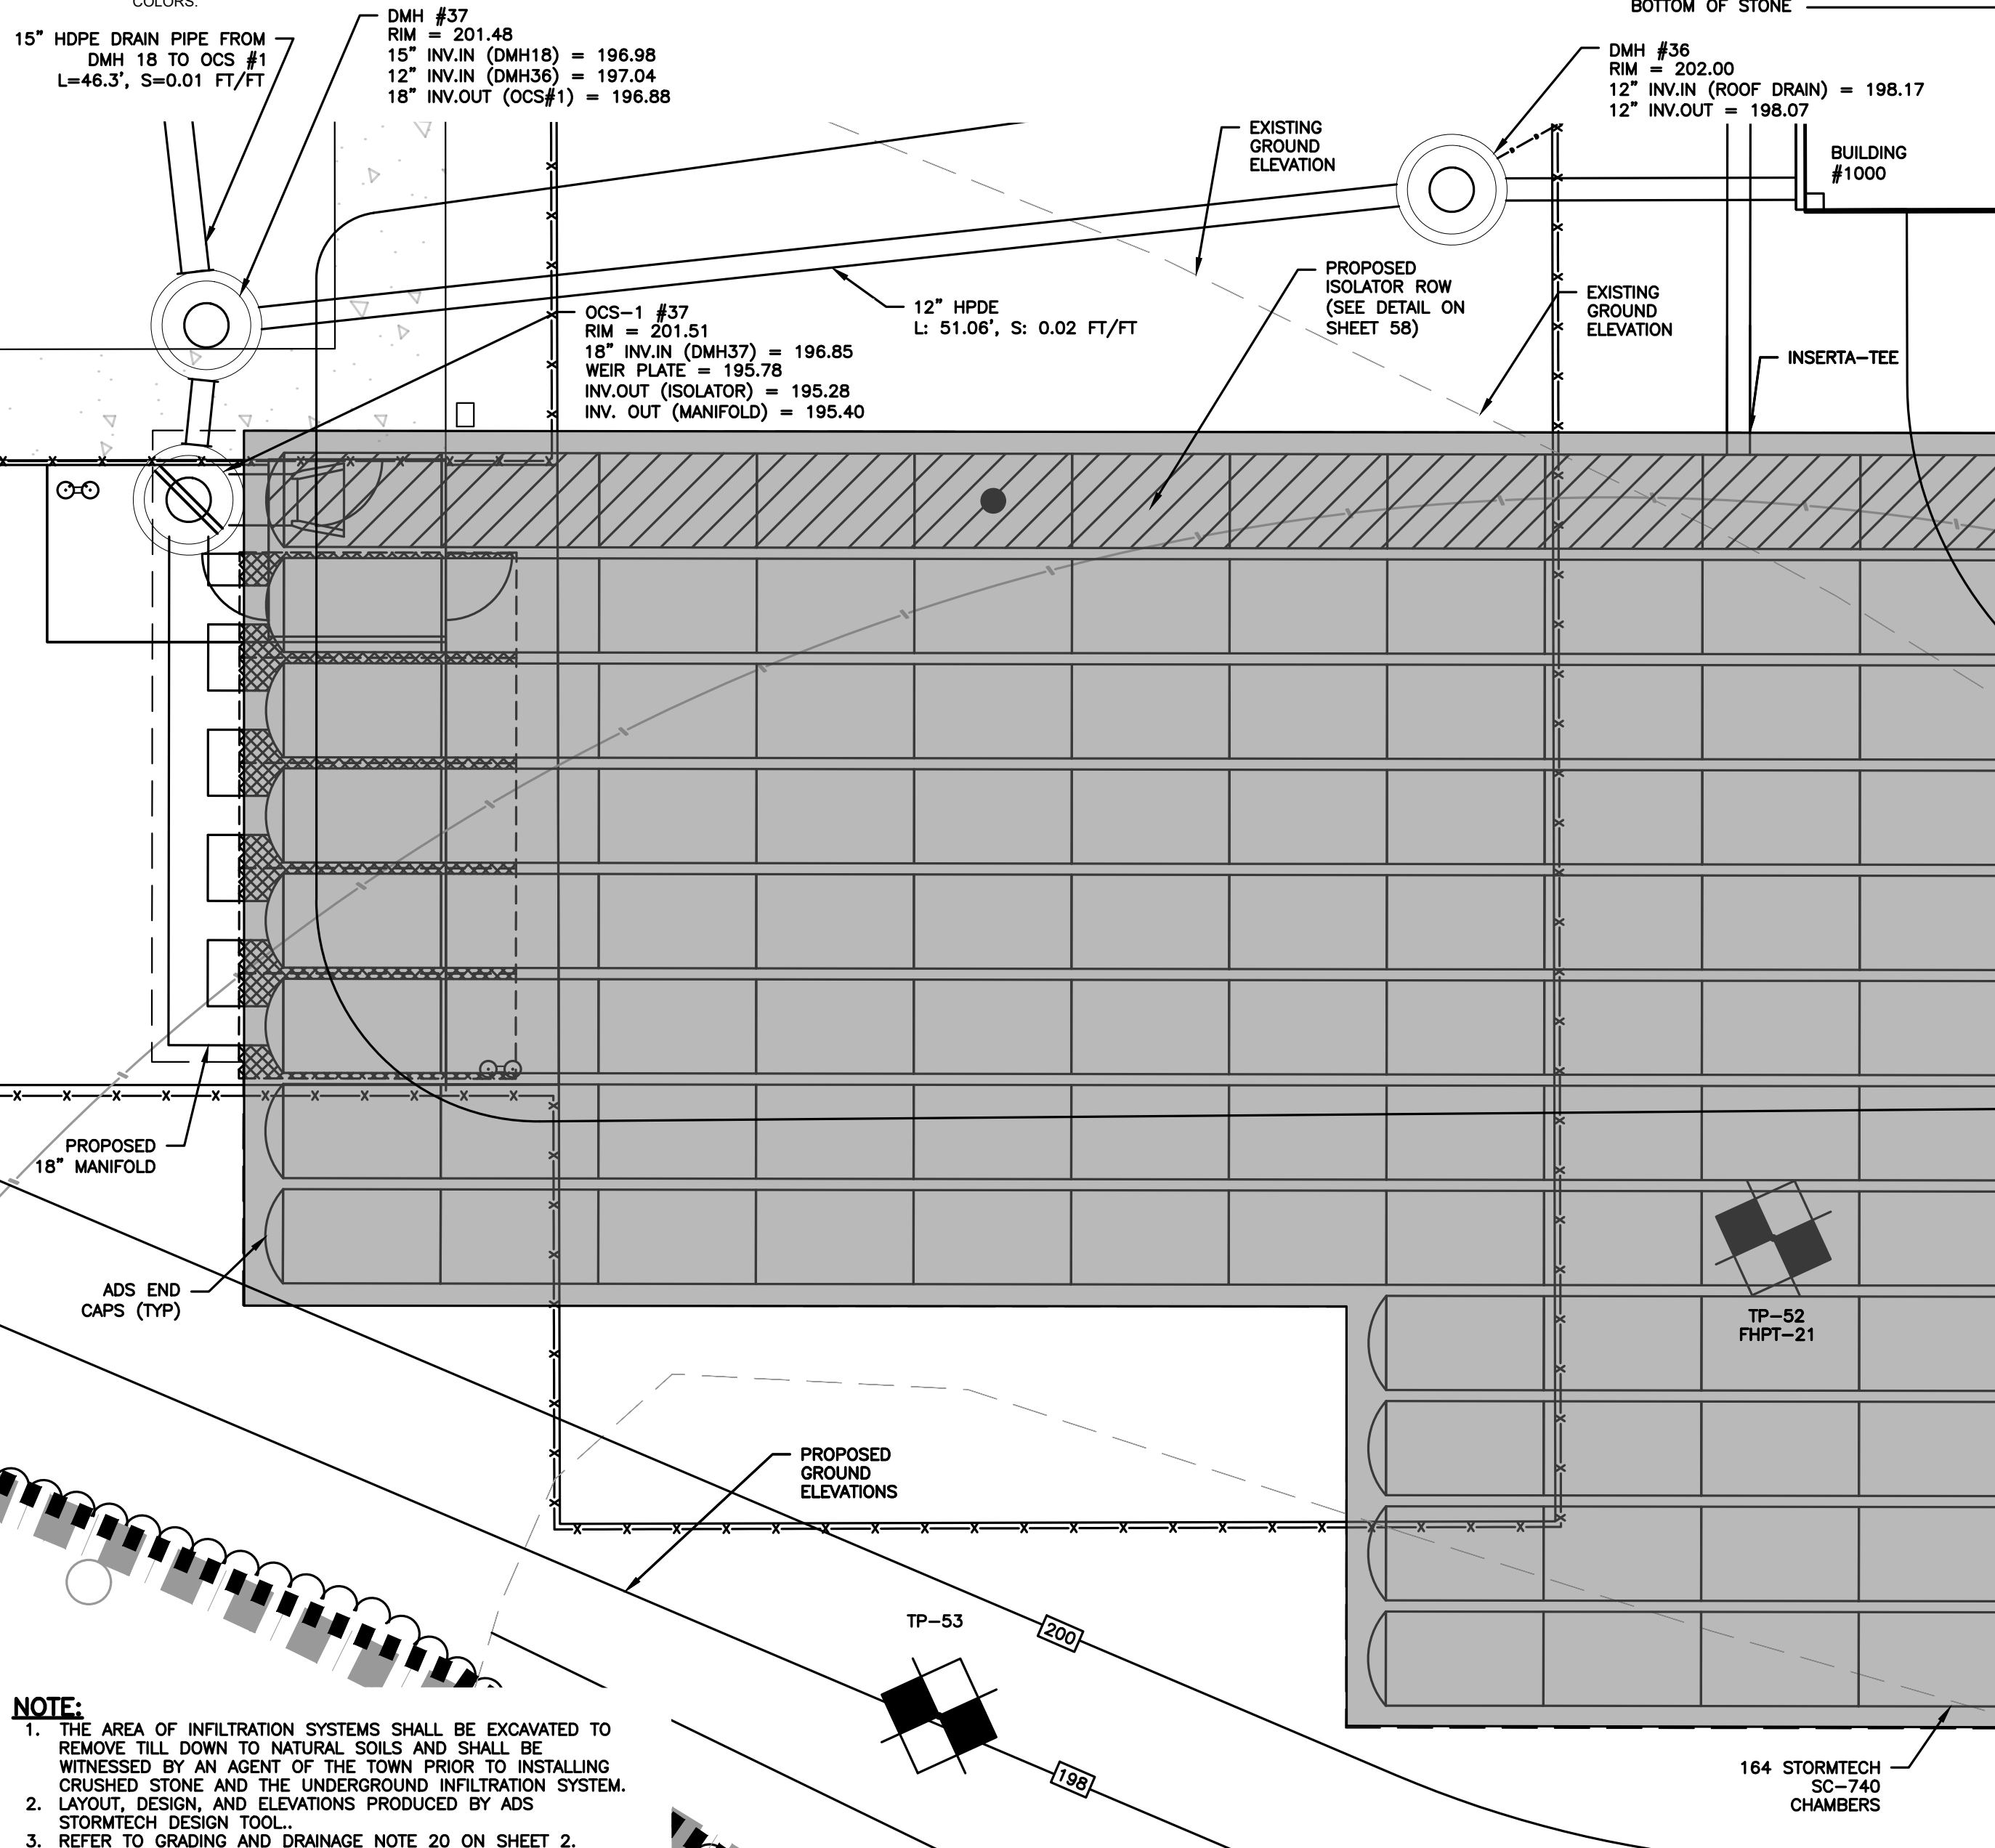 COLORS.
15" HDPE DRAIN PIPE FROM
DMH 18 TO OCS #1
L=46.3', S=0.01 FT/FT
DMH #37
RIM = 201.48
15" INV.IN (DMH18) = 196.98
12" INV.IN (DMH36) = 197.04
18" INV.OUT (OCS#1) = 196.88
BOTTOM OF STONE
DMH #36
RIM = 202.00
12" INV.IN (ROOF DRAIN) = 198.17
12" INV.OUT = 198.07
EXISTING
GROUND
ELEVATION
BUILDING
#1000
OCS-1 #37
RIM = 201.51
18" INV.IN (DMH37) = 196.85
WEIR PLATE = 195.78
INV.OUT (ISOLATOR) = 195.28
INV. OUT (MANIFOLD) = 195.40
12" HPDE
L: 51.06', S: 0.02 FT/FT
PROPOSED
ISOLATOR ROW
(SEE DETAIL ON
SHEET 58)
EXISTING
GROUND
ELEVATION
INSERTA-TEE
PROPOSED
18" MANIFOLD
ADS END
CAPS (TYP)
TP-52
FHPT-21
PROPOSED
GROUND
ELEVATIONS
TP-53
200
198
164 STORMTECH
SC-740
CHAMBERS
NOTE:
1. THE AREA OF INFILTRATION SYSTEMS SHALL BE EXCAVATED TO
REMOVE TILL DOWN TO NATURAL SOILS AND SHALL BE
WITNESSED BY AN AGENT OF THE TOWN PRIOR TO INSTALLING
CRUSHED STONE AND THE UNDERGROUND INFILTRATION SYSTEM.
2. LAYOUT, DESIGN, AND ELEVATIONS PRODUCED BY ADS
STORMTECH DESIGN TOOL..
3. REFER TO GRADING AND DRAINAGE NOTE 20 ON SHEET 2.